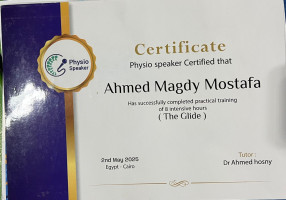 Physio
Speaker
Certificate
Physio speaker Certified that
Ahmed Magdy Mostafa
Has successfully completed practical training
of 8 intensive hours
( The Glide )
2nd May 2025
Egypt - Cairo
Tutor :
Dr Ahmed hosny